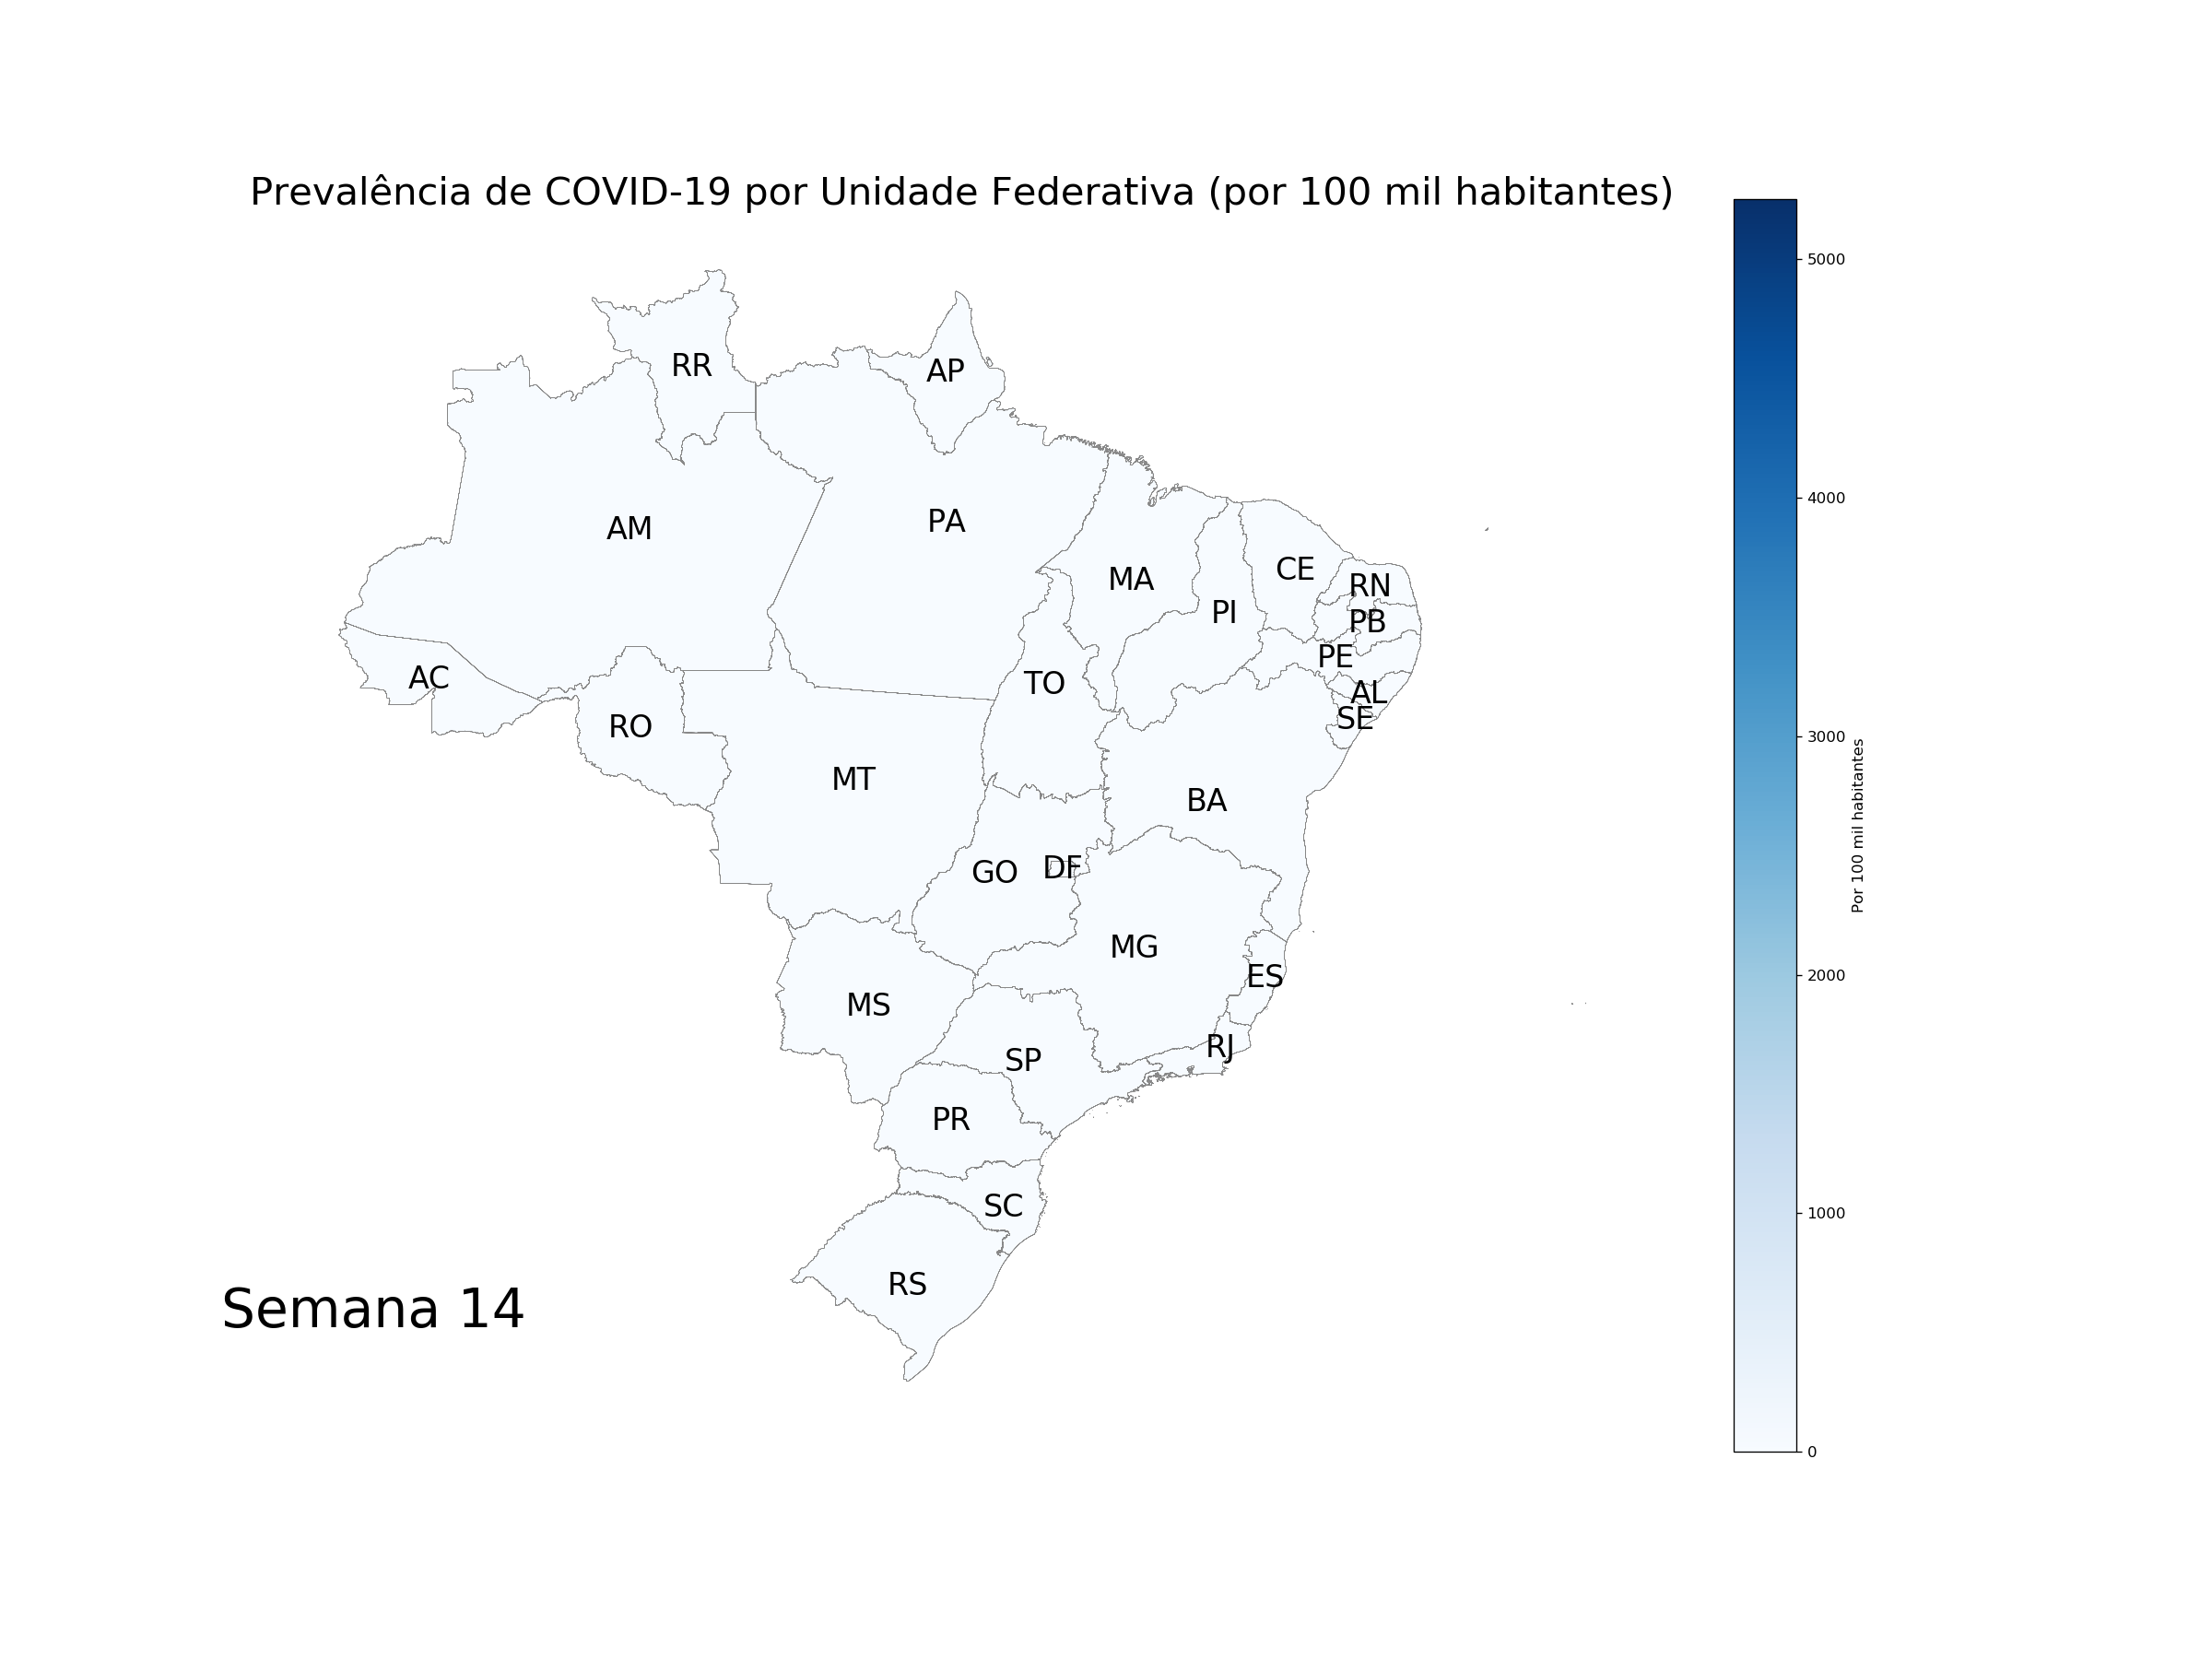 Prevalência de COVID-19 por Unidade Federativa (por 100 mil habitantes)
5000
RR
AP
4000
AM
PA
CE
MA
RN
PI
PB
PE
AC
TO
AL
SE
RO
3000
MT
BA
Por 100 mil habitantes
GO
DF
MG
2000
ES
MS
RJ
SP
PR
SC
1000
RS
Semana 14
0